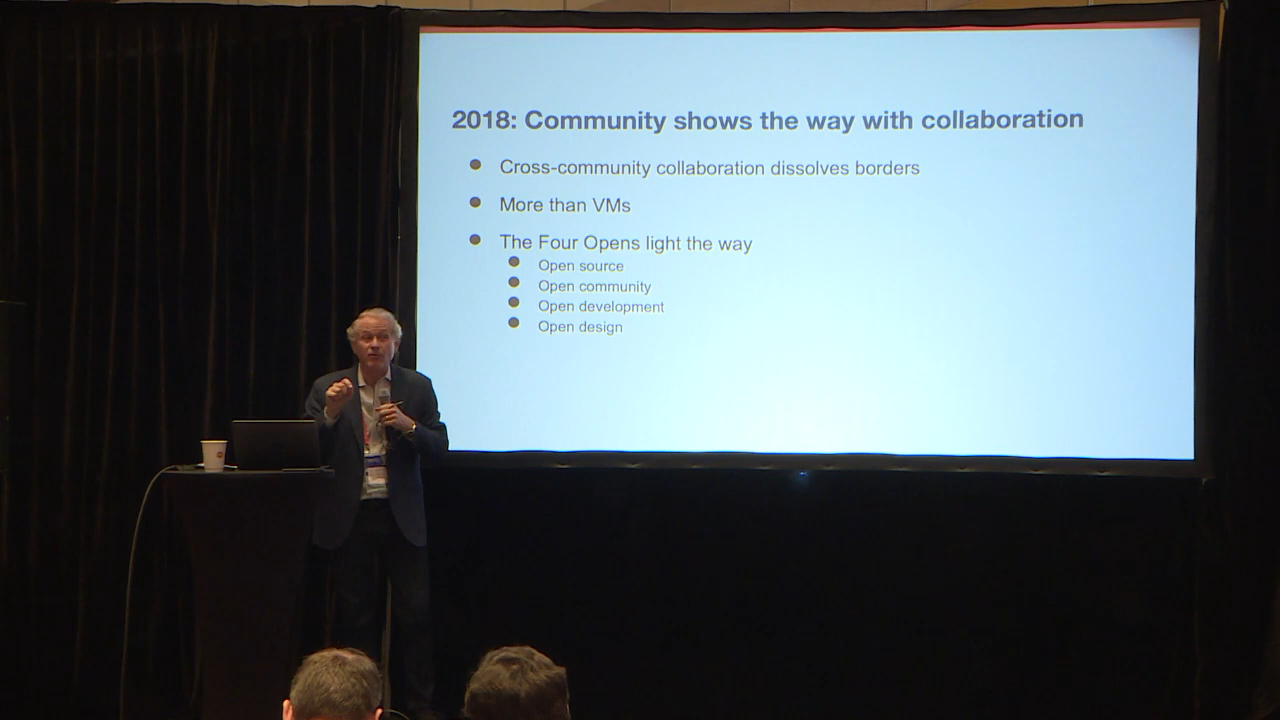 2018: Community shows the way with collaboration
Cross-community collaboration dissolves borders
More than VMs
The Four Opens light the way
Open source
Open community
Open development
Open design